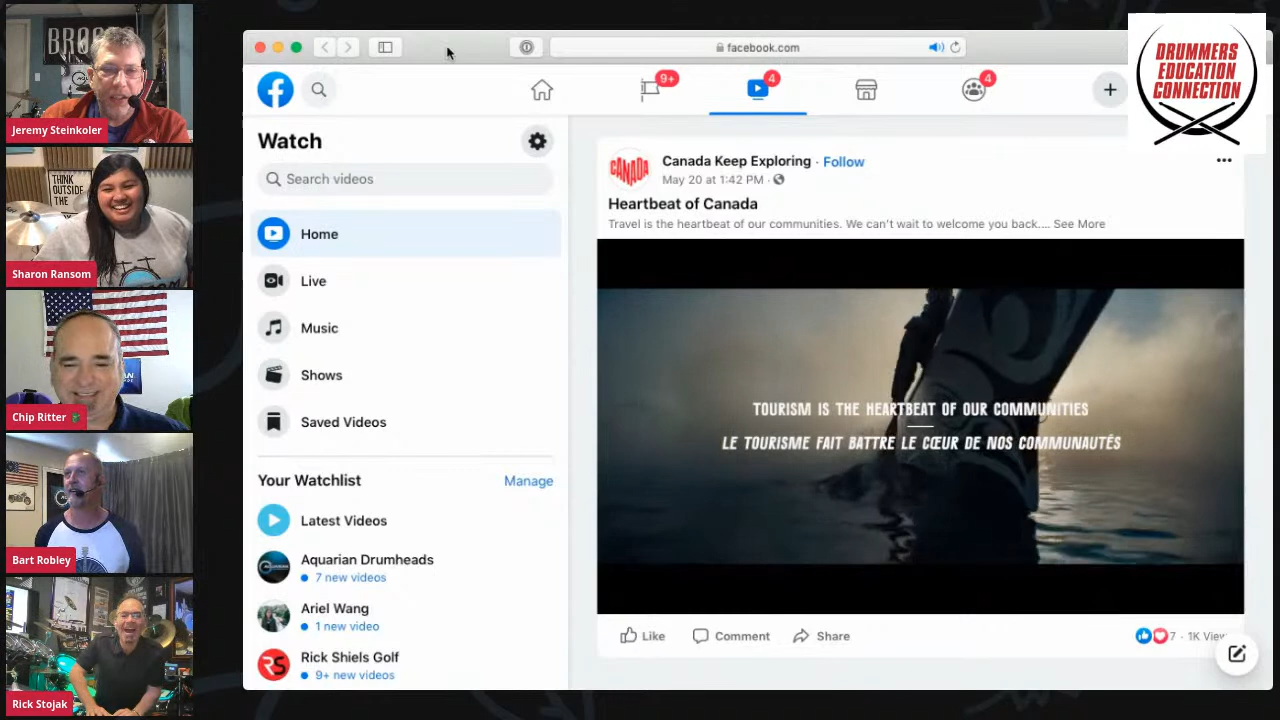 BROS
Jeremy Steinkoler
THINK
OUTSIDE
THE
Sharon Ransom
Chip Ritter
Bart Robley
Rick Stojak
facebook.com
9+
4
4
DRUMMERS
EDUCATION
CONNECTION
Watch
Search videos
Home
Live
Music
Shows
Saved Videos
Your Watchlist
Manage
Latest Videos
Aquarian Drumheads
7 new videos
Ariel Wang
1 new video
RS
Rick Shiels Golf
9+ new videos
CANADA
Canada Keep Exploring · Follow
May 20 at 1:42 PM ·
Heartbeat of Canada
Travel is the heartbeat of our communities. We can't wait to welcome you back.... See More
TOURISM IS THE HEARTBEAT OF OUR COMMUNITIES
LE TOURISME FAIT BATTRE LE CŒUR DE NOS COMMUNAUTÉS
Like
Comment
Share
7 · 1K